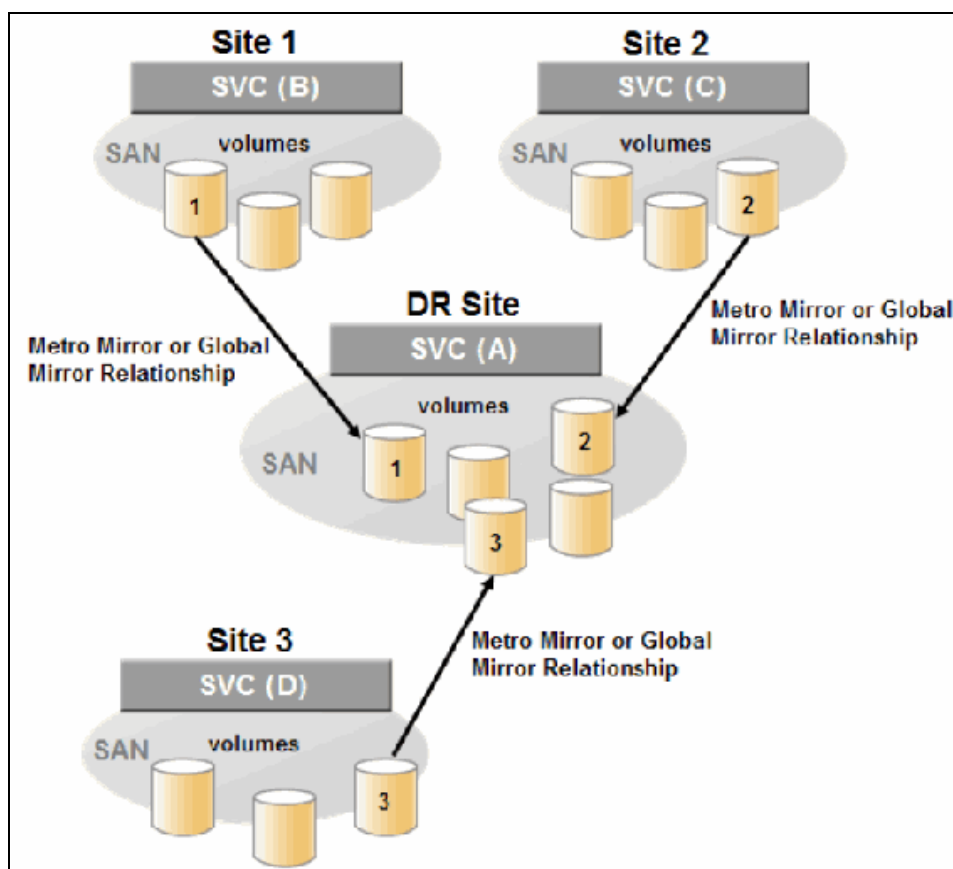 Site 1
SVC (B)
volumes
SAN
1
Site 2
SVC (C)
volumes
SAN
2
Metro Mirror or Global
Mirror Relationship
Metro Mirror or Global
Mirror Relationship
DR Site
SVC (A)
volumes
SAN
1
2
3
Metro Mirror or Global
Mirror Relationship
Site 3
SVC (D)
volumes
SAN
3